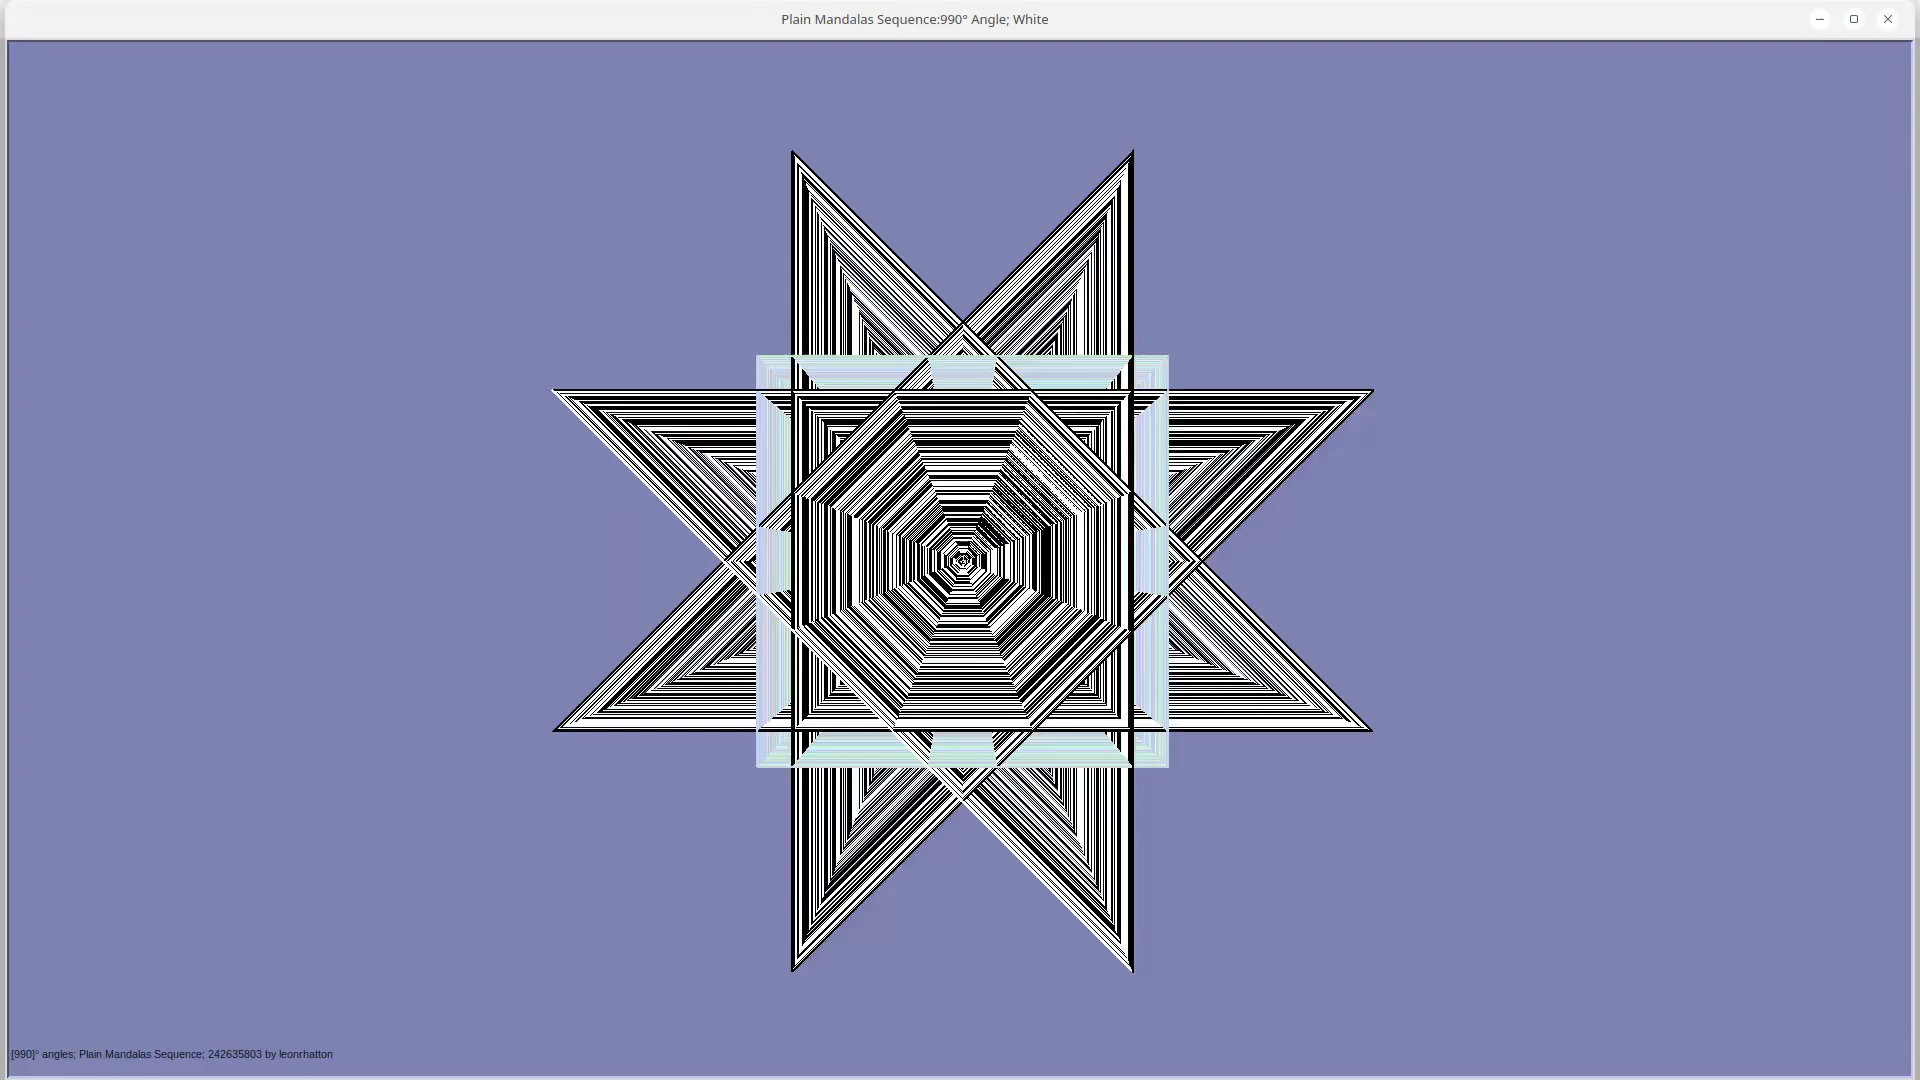 Plain Mandalas Sequence:990° Angle; White
[990]° angles; Plain Mandalas Sequence; 242635803 by leonrhatton